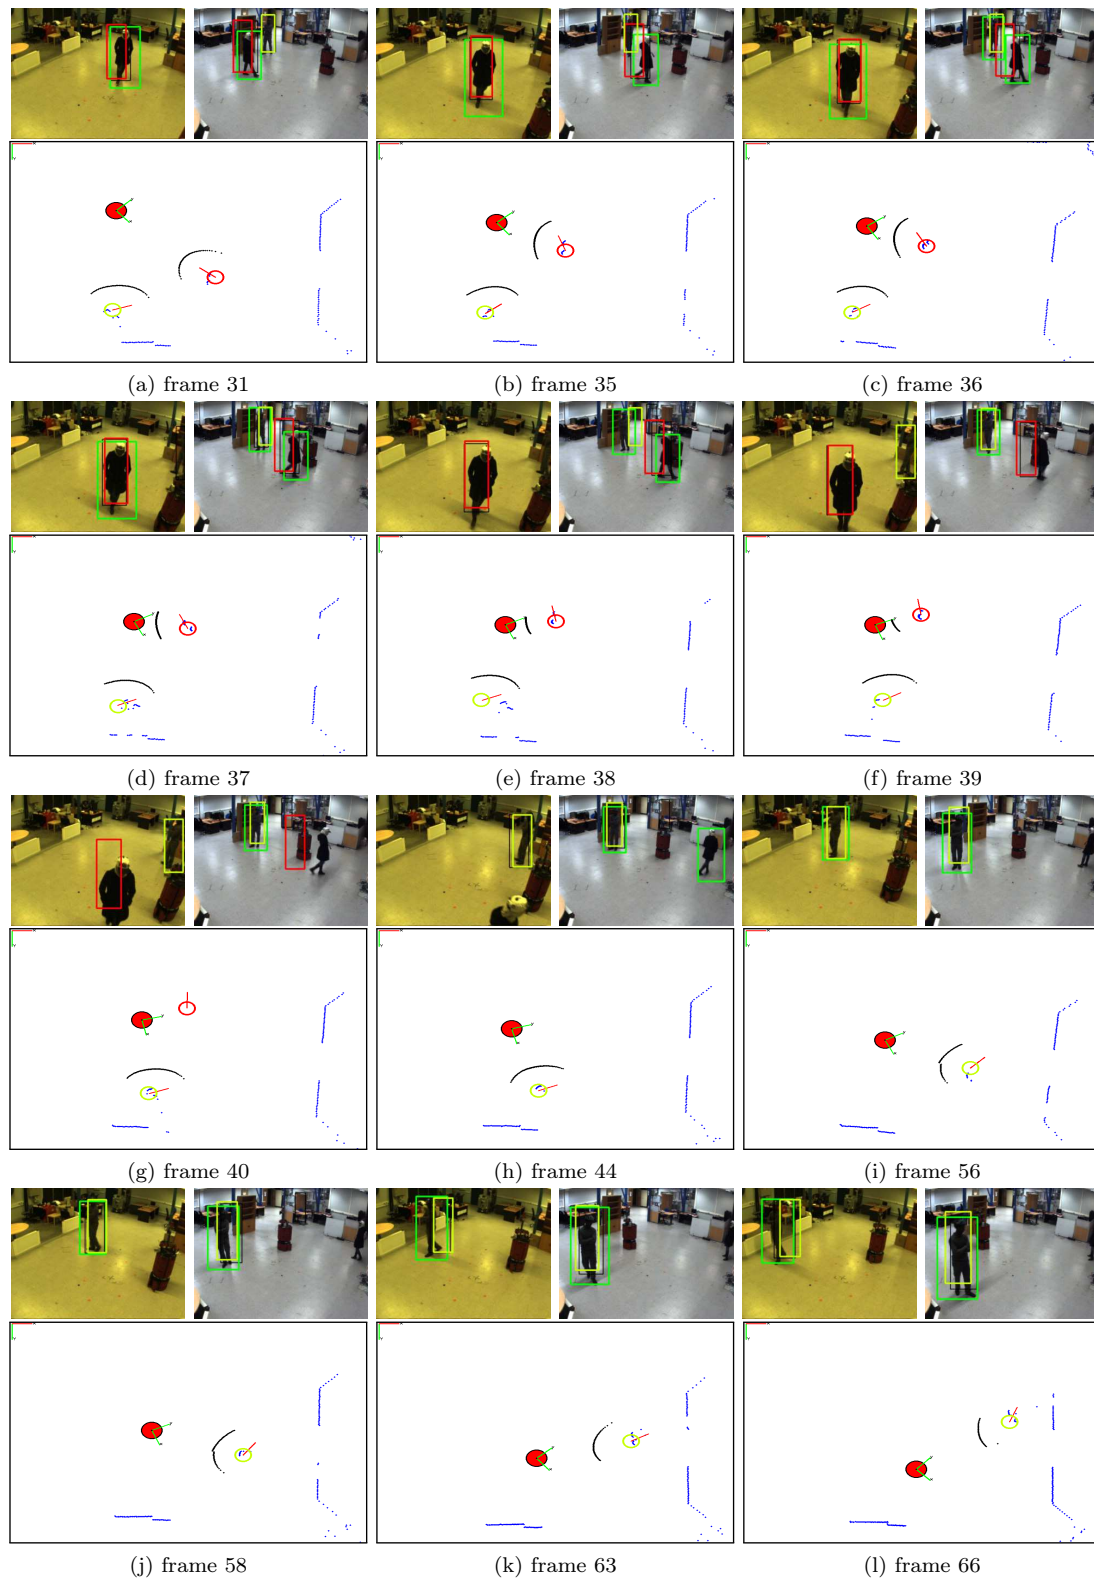 (a) frame 31
(b) frame 35
(c) frame 36
(d) frame 37
(e) frame 38
(f) frame 39
(g) frame 40
(h) frame 44
(i) frame 56
(j) frame 58
(k) frame 63
(l) frame 66